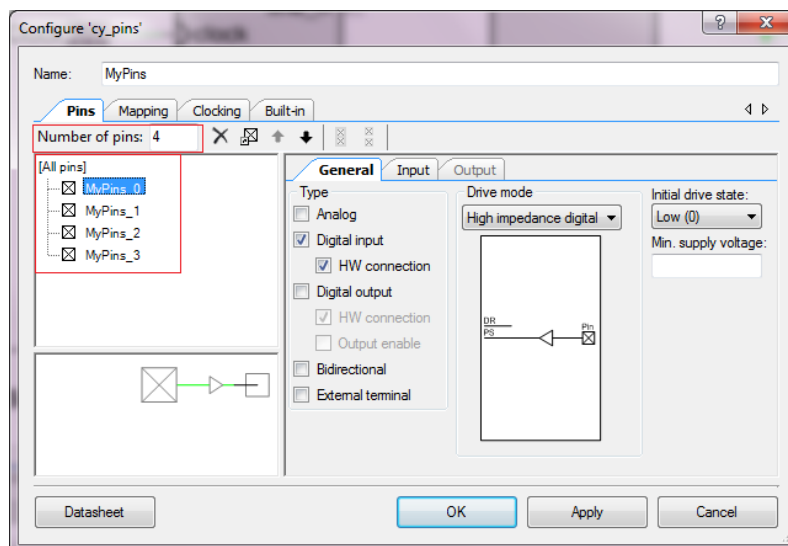 Configure 'cy_pins'
Name: MyPins
Pins Mapping Clocking Built-in
Number of pins: 4
[All pins]
MyPins_0
MyPins_1
MyPins_2
MyPins_3
General Input Output
Type
Analog
Digital input
HW connection
Digital output
HW connection
Output enable
Bidirectional
External terminal
Drive mode
High impedance digital
DR
PS
Pin
Initial drive state:
Low (0)
Min. supply voltage:
Datasheet OK Apply Cancel